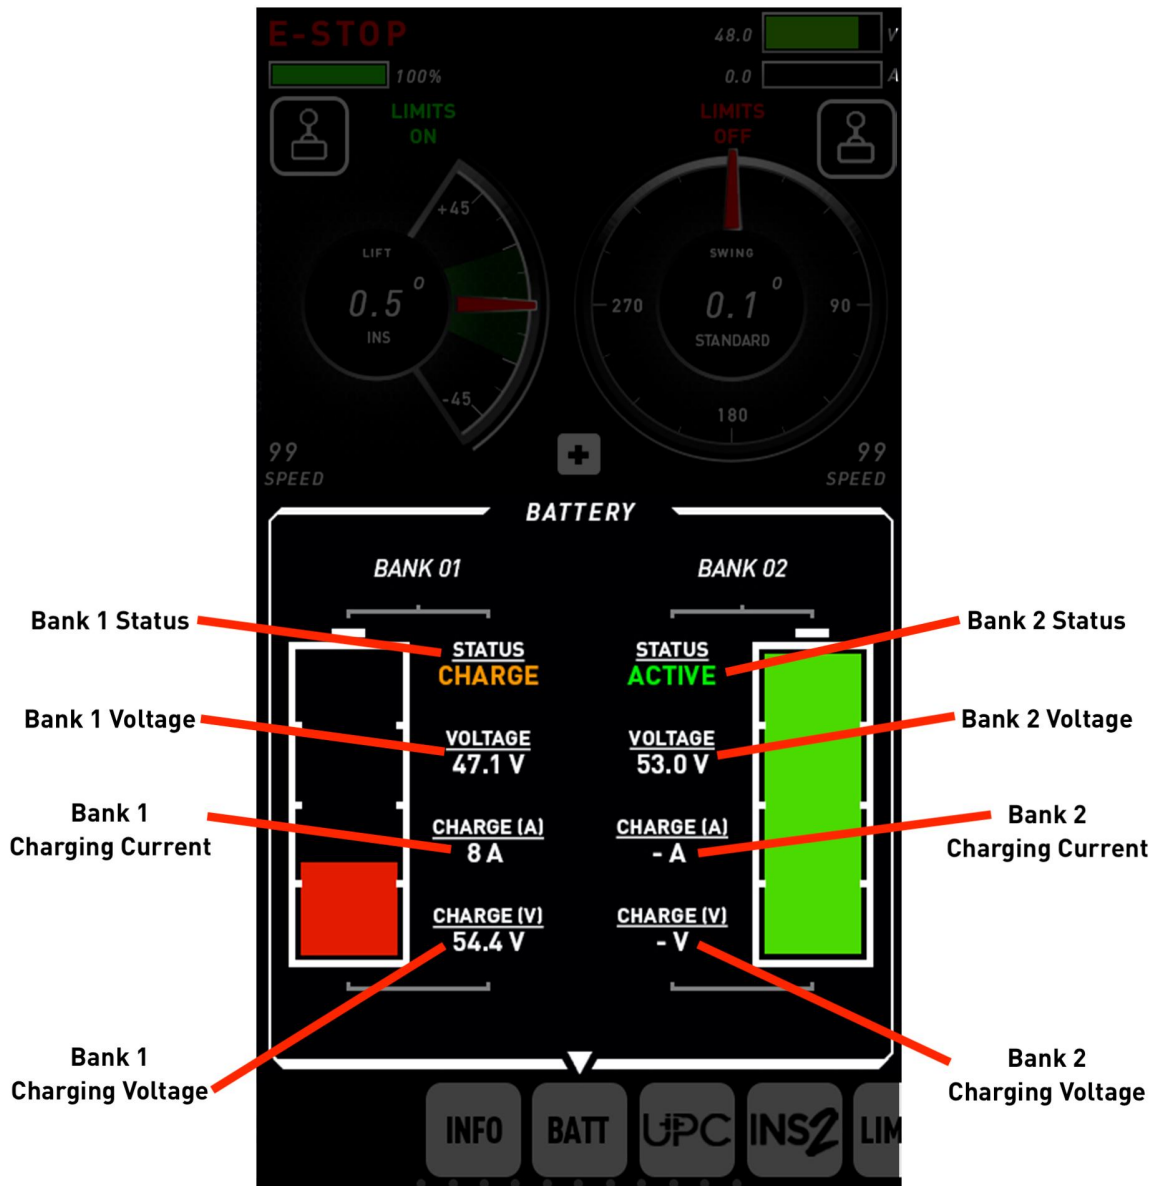 E-STOP
48.0 V
100%
0.0 A
LIMITS
ON
LIMITS
OFF
+45
LIFT
0.5°
INS
-45
SWING
0.1°
STANDARD
270
90
180
99
SPEED
99
SPEED
BATTERY
BANK 01
BANK 02
Bank 1 Status
STATUS
CHARGE
STATUS
ACTIVE
Bank 2 Status
Bank 1 Voltage
VOLTAGE
47.1 V
VOLTAGE
53.0 V
Bank 2 Voltage
Bank 1
Charging Current
CHARGE (A)
8 A
CHARGE (A)
- A
Bank 2
Charging Current
CHARGE (V)
54.4 V
CHARGE (V)
- V
Bank 1
Charging Voltage
Bank 2
Charging Voltage
INFO
BATT
UPC
INS2
LIM